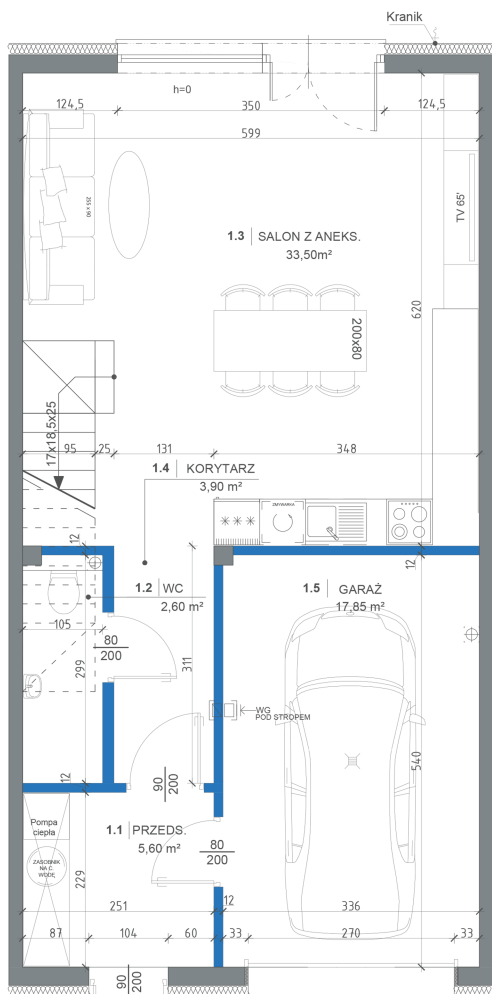 Kranik
h=0
124,5
350
124,5
599
255 x 90
TV 65'
1.3 | SALON Z ANEKS.
33,50m²
620
200x80
17x18,5x25
95
25
131
348
1.4 | KORYTARZ
3,90 m²
ZMYWARKA
12
12
1.2 | WC
2,60 m²
1.5 | GARAŻ
17,85 m²
105
80
200
299
311
WG
POD STROPEM
540
12
90
200
Pompa
ciepła
1.1 | PRZEDS.
5,60 m²
80
200
ZASOBNIK
NA C.
WODĘ
229
251
12
336
87
104
60
33
270
33
90
200